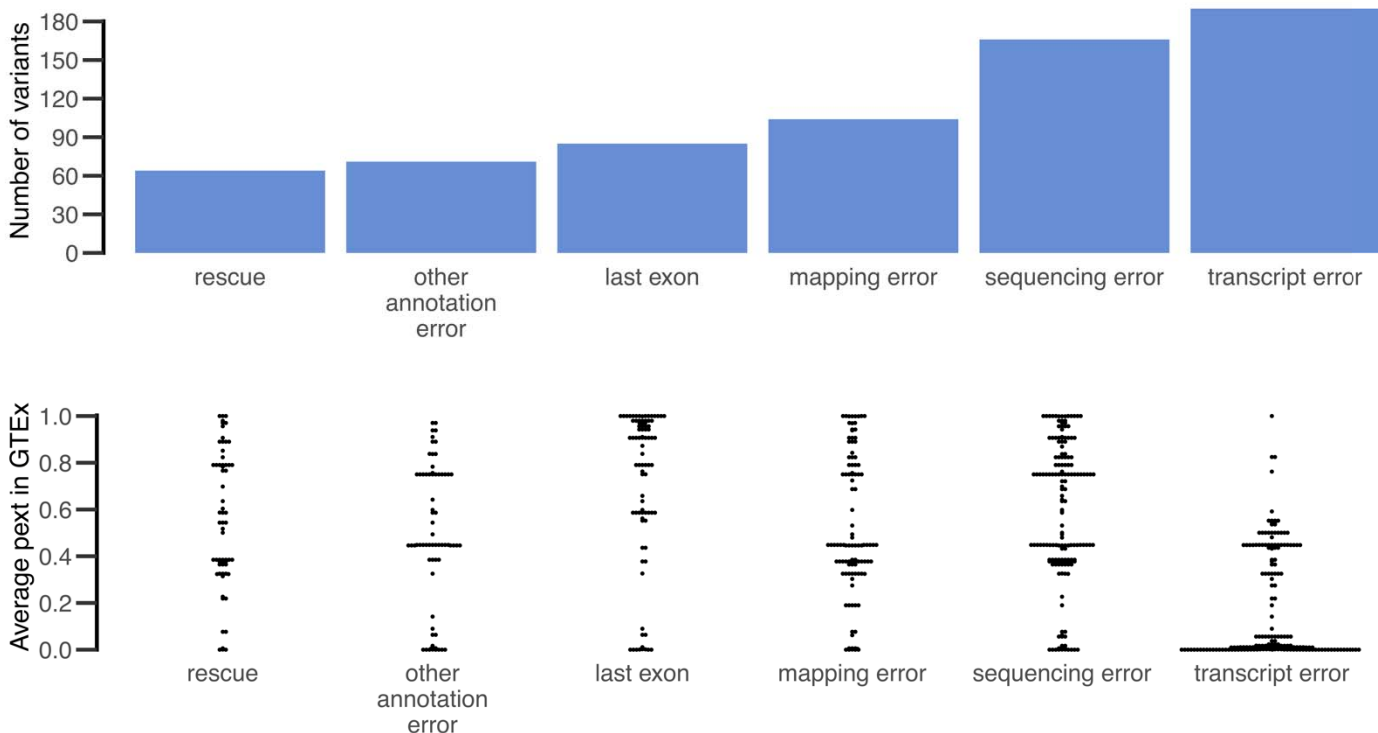 Number of variants
180
150
120
90
60
30
0
rescue
other
annotation
error
last exon
mapping error
sequencing error
transcript error
Average pext in GTEx
1.0
0.8
0.6
0.4
0.2
0.0
rescue
other
annotation
error
last exon
mapping error
sequencing error
transcript error